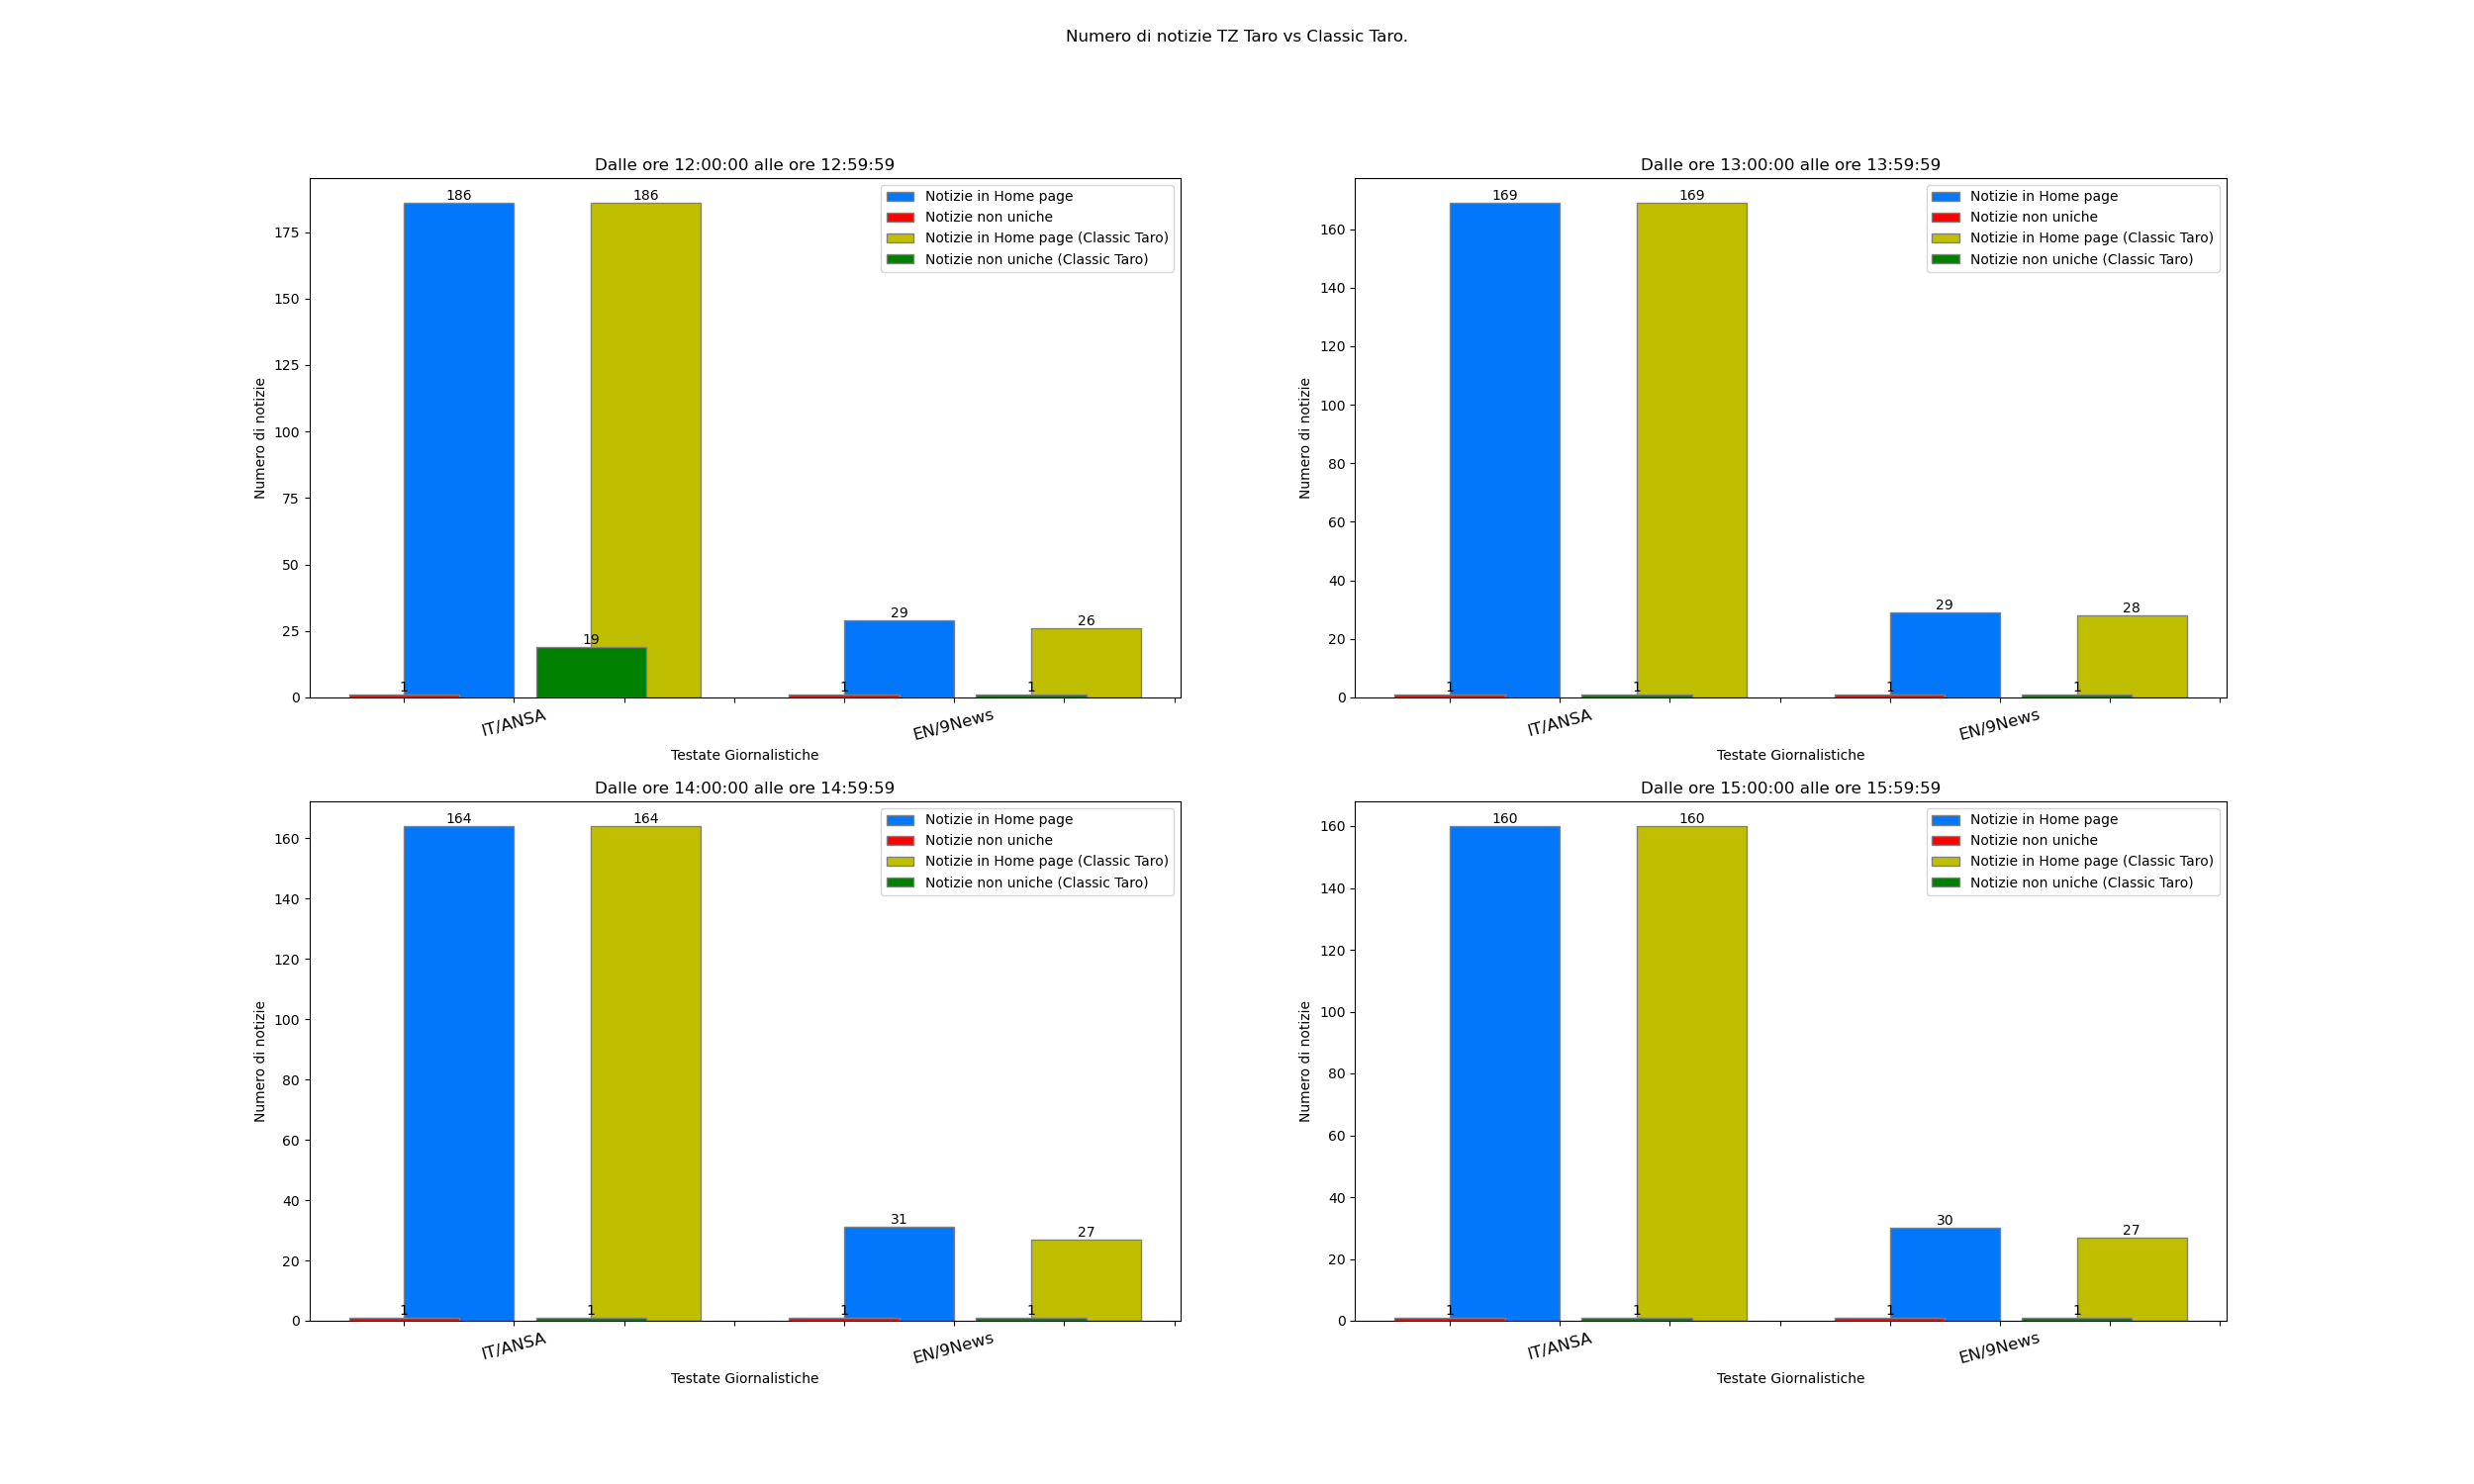 Numero di notizie TZ Taro vs Classic Taro.
Dalle ore 12:00:00 alle ore 12:59:59
186
186
Notizie in Home page
Notizie non uniche
Notizie in Home page (Classic Taro)
Notizie non uniche (Classic Taro)
175
150
125
100
75
50
25
0
Numero di notizie
29
26
19
1
1
1
IT/ANSA
EN/9News
Testate Giornalistiche
Dalle ore 13:00:00 alle ore 13:59:59
169
169
Notizie in Home page
Notizie non uniche
Notizie in Home page (Classic Taro)
Notizie non uniche (Classic Taro)
160
140
120
100
80
60
40
20
0
Numero di notizie
29
28
1
1
1
1
IT/ANSA
EN/9News
Testate Giornalistiche
Dalle ore 14:00:00 alle ore 14:59:59
164
164
Notizie in Home page
Notizie non uniche
Notizie in Home page (Classic Taro)
Notizie non uniche (Classic Taro)
160
140
120
100
80
60
40
20
0
Numero di notizie
31
27
1
1
1
1
IT/ANSA
EN/9News
Testate Giornalistiche
Dalle ore 15:00:00 alle ore 15:59:59
160
160
Notizie in Home page
Notizie non uniche
Notizie in Home page (Classic Taro)
Notizie non uniche (Classic Taro)
160
140
120
100
80
60
40
20
0
Numero di notizie
30
27
1
1
1
1
IT/ANSA
EN/9News
Testate Giornalistiche